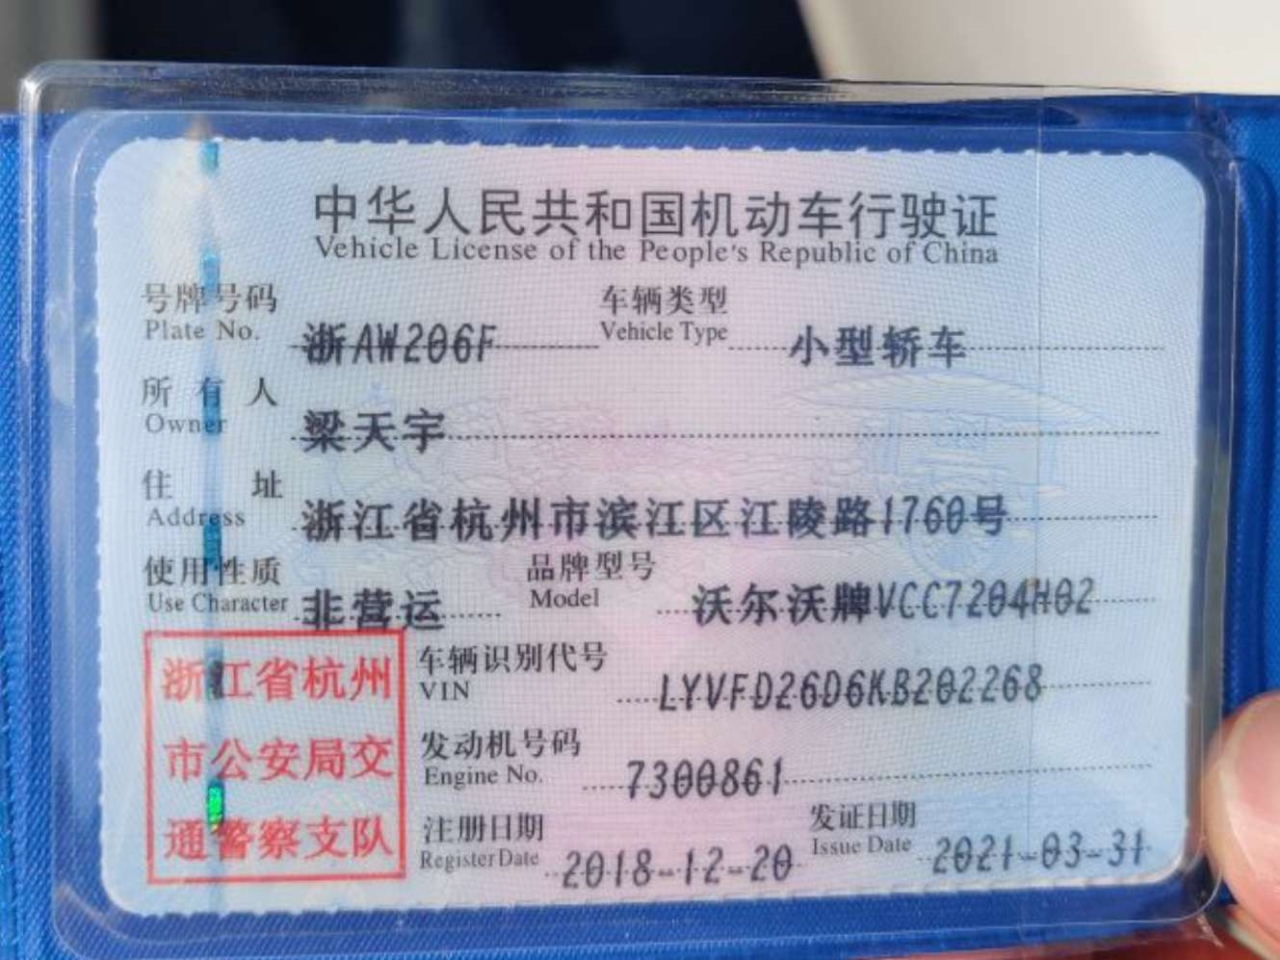 中华人民共和国机动车行驶证
Vehicle License of the People's Republic of China
号牌号码 浙AW206F 车辆类型 小型轿车
Plate No. Vehicle Type
所有人 梁天宇
Owner
住址 浙江省杭州市滨江区江陵路1760号
Address
使用性质 非营运 品牌型号 沃尔沃牌VCC7204H02
Use Character Model
浙江省杭州
市公安局交
通警察支队
车辆识别代号 LYVFD26D6KB202268
VIN
发动机号码 7300861
Engine No.
注册日期 2018-12-20 发证日期 2021-03-31
Register Date Issue Date